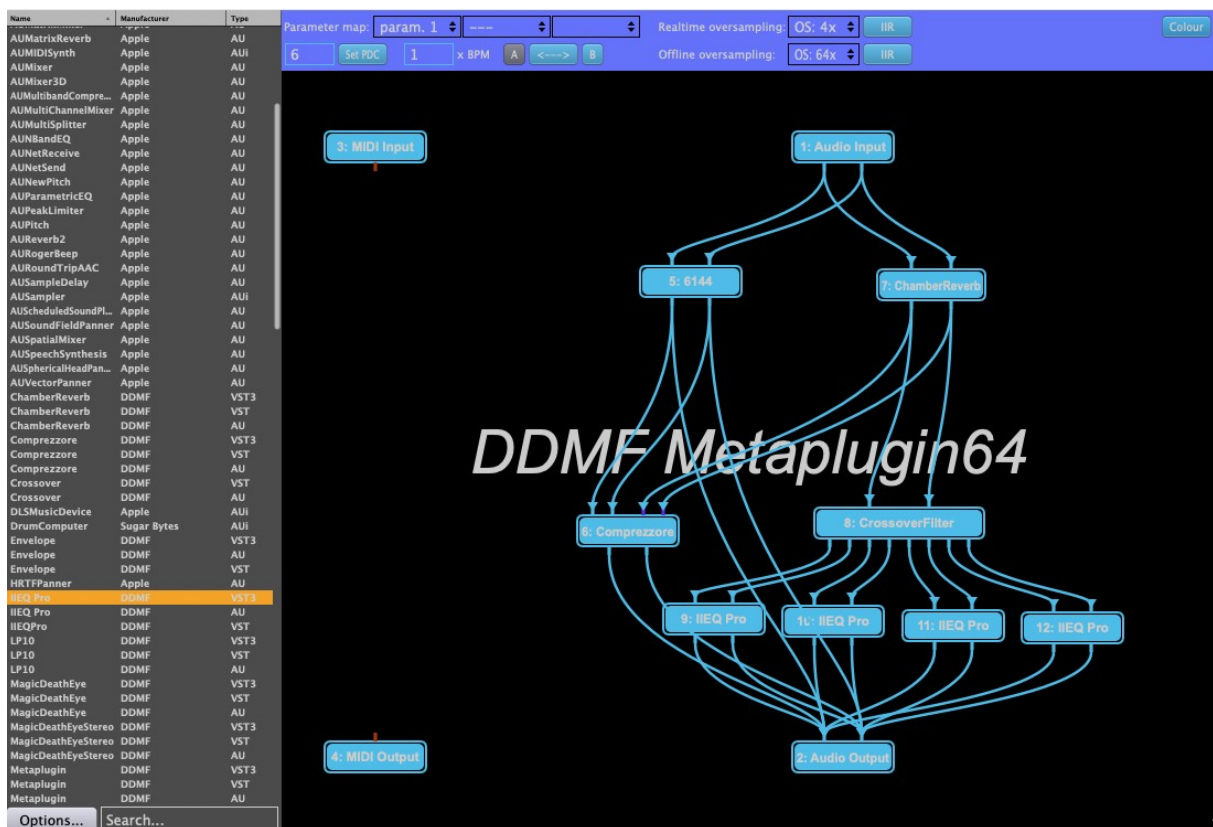 Name Manufacturer Type
AUMatrixReverb Apple AU
AUMIDISynth Apple AUi
AUMixer Apple AU
AUMixer3D Apple AU
AUMultibandCompre... Apple AU
AUMultiChannelMixer Apple AU
AUMultiSplitter Apple AU
AUNBandEQ Apple AU
AUNetReceive Apple AU
AUNetSend Apple AU
AUNewPitch Apple AU
AUParametricEQ Apple AU
AUPeakLimiter Apple AU
AUPitch Apple AU
AUReverb2 Apple AU
AURogerBeep Apple AU
AURoundTripAAC Apple AU
AUSampleDelay Apple AU
AUSampler Apple AUi
AUScheduledSoundPl... Apple AUi
AUSoundFieldPanner Apple AU
AUSpatialMixer Apple AU
AUSpeechSynthesis Apple AUi
AUSphericalHeadPan... Apple AU
AUVectorPanner Apple AU
ChamberReverb DDMF VST3
ChamberReverb DDMF VST
ChamberReverb DDMF AU
Comprezzore DDMF VST3
Comprezzore DDMF VST
Comprezzore DDMF AU
Crossover DDMF VST
Crossover DDMF AU
DLSMusicDevice Apple AUi
DrumComputer Sugar Bytes AUi
Envelope DDMF VST3
Envelope DDMF AU
Envelope DDMF VST
HRTFPanner Apple AU
IIEQ Pro DDMF VST3
IIEQ Pro DDMF AU
IIEQPro DDMF VST
LP10 DDMF VST3
LP10 DDMF VST
LP10 DDMF AU
MagicDeathEye DDMF VST3
MagicDeathEye DDMF VST
MagicDeathEye DDMF AU
MagicDeathEyeStereo DDMF VST3
MagicDeathEyeStereo DDMF VST
MagicDeathEyeStereo DDMF AU
Metaplugin DDMF VST3
Metaplugin DDMF VST
Metaplugin DDMF AU
Options... Search...
Parameter map: param. 1 --- Realtime oversampling: OS: 4x IIR Colour
6 Set PDC 1 x BPM A <---> B Offline oversampling: OS: 64x IIR
3: MIDI Input
1: Audio Input
5: 6144
7: ChamberReverb
DDMF Metaplugin64
6: Comprezzore
8: CrossoverFilter
9: IIEQ Pro
10: IIEQ Pro
11: IIEQ Pro
12: IIEQ Pro
4: MIDI Output
2: Audio Output